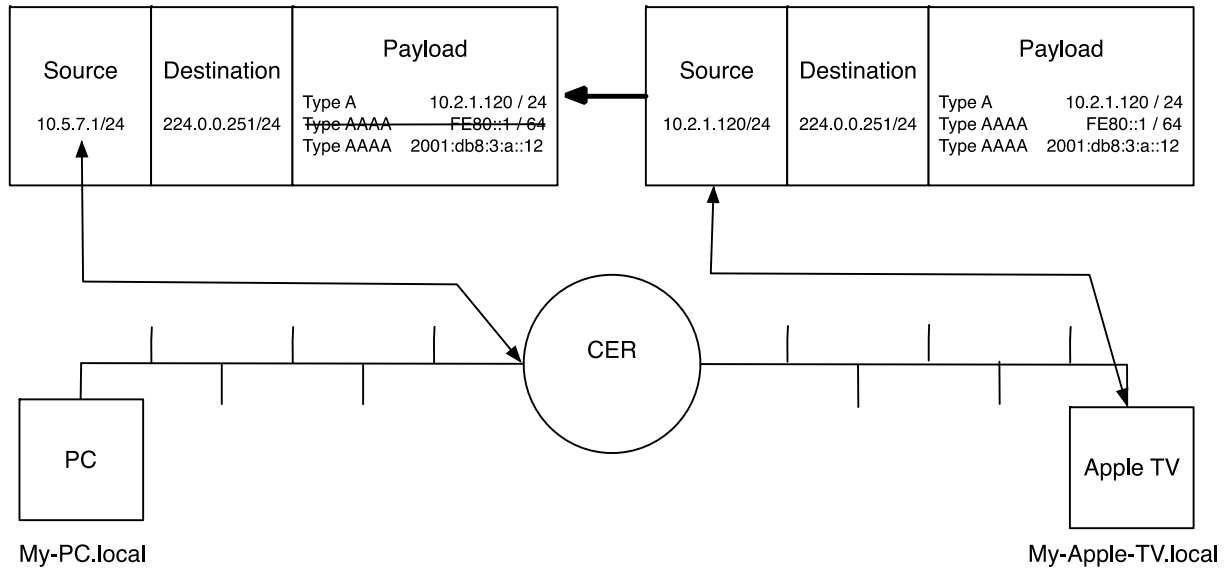 Source
Destination
Payload
10.5.7.1/24
224.0.0.251/24
Type A 10.2.1.120 / 24
Type AAAA FE80::1 / 64
Type AAAA 2001:db8:3:a::12
Source
Destination
Payload
10.2.1.120/24
224.0.0.251/24
Type A 10.2.1.120 / 24
Type AAAA FE80::1 / 64
Type AAAA 2001:db8:3:a::12
CER
PC
Apple TV
My-PC.local
My-Apple-TV.local